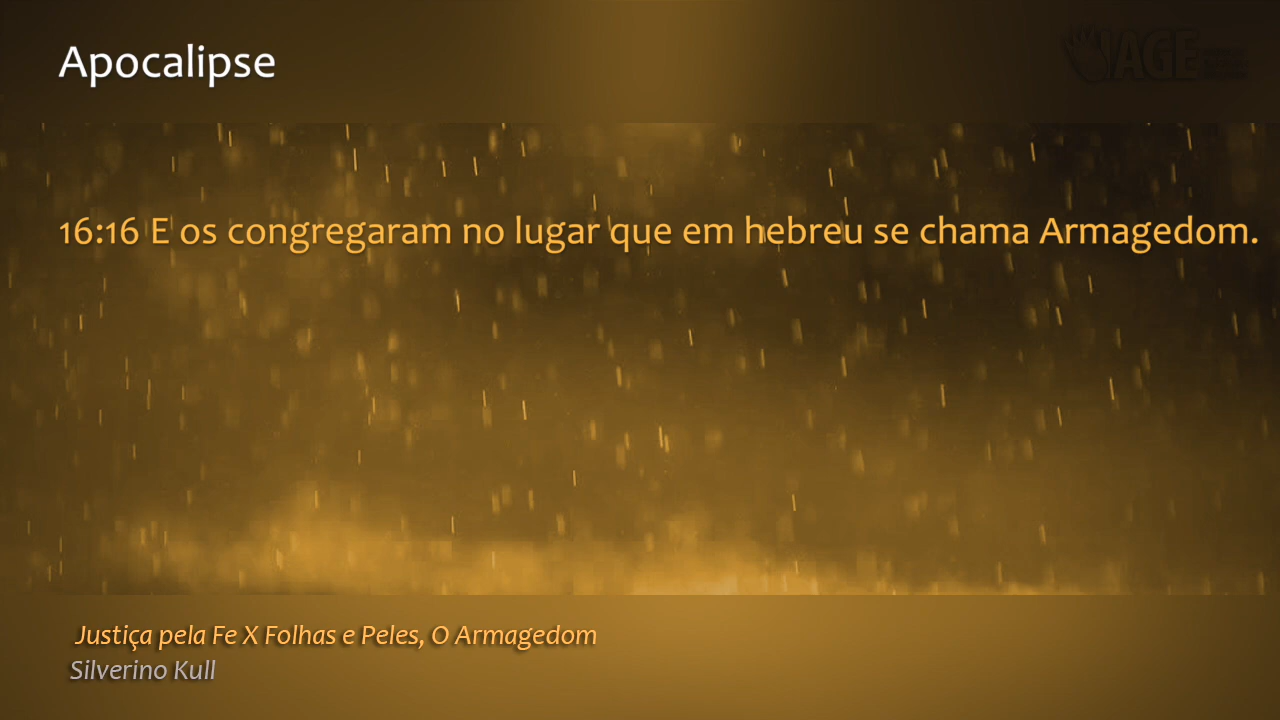 IAGE
Apocalipse
16:16 E os congregaram no lugar que em hebreu se chama Armagedom.
Justiça pela Fe X Folhas e Peles, O Armagedom
Silverino Kull